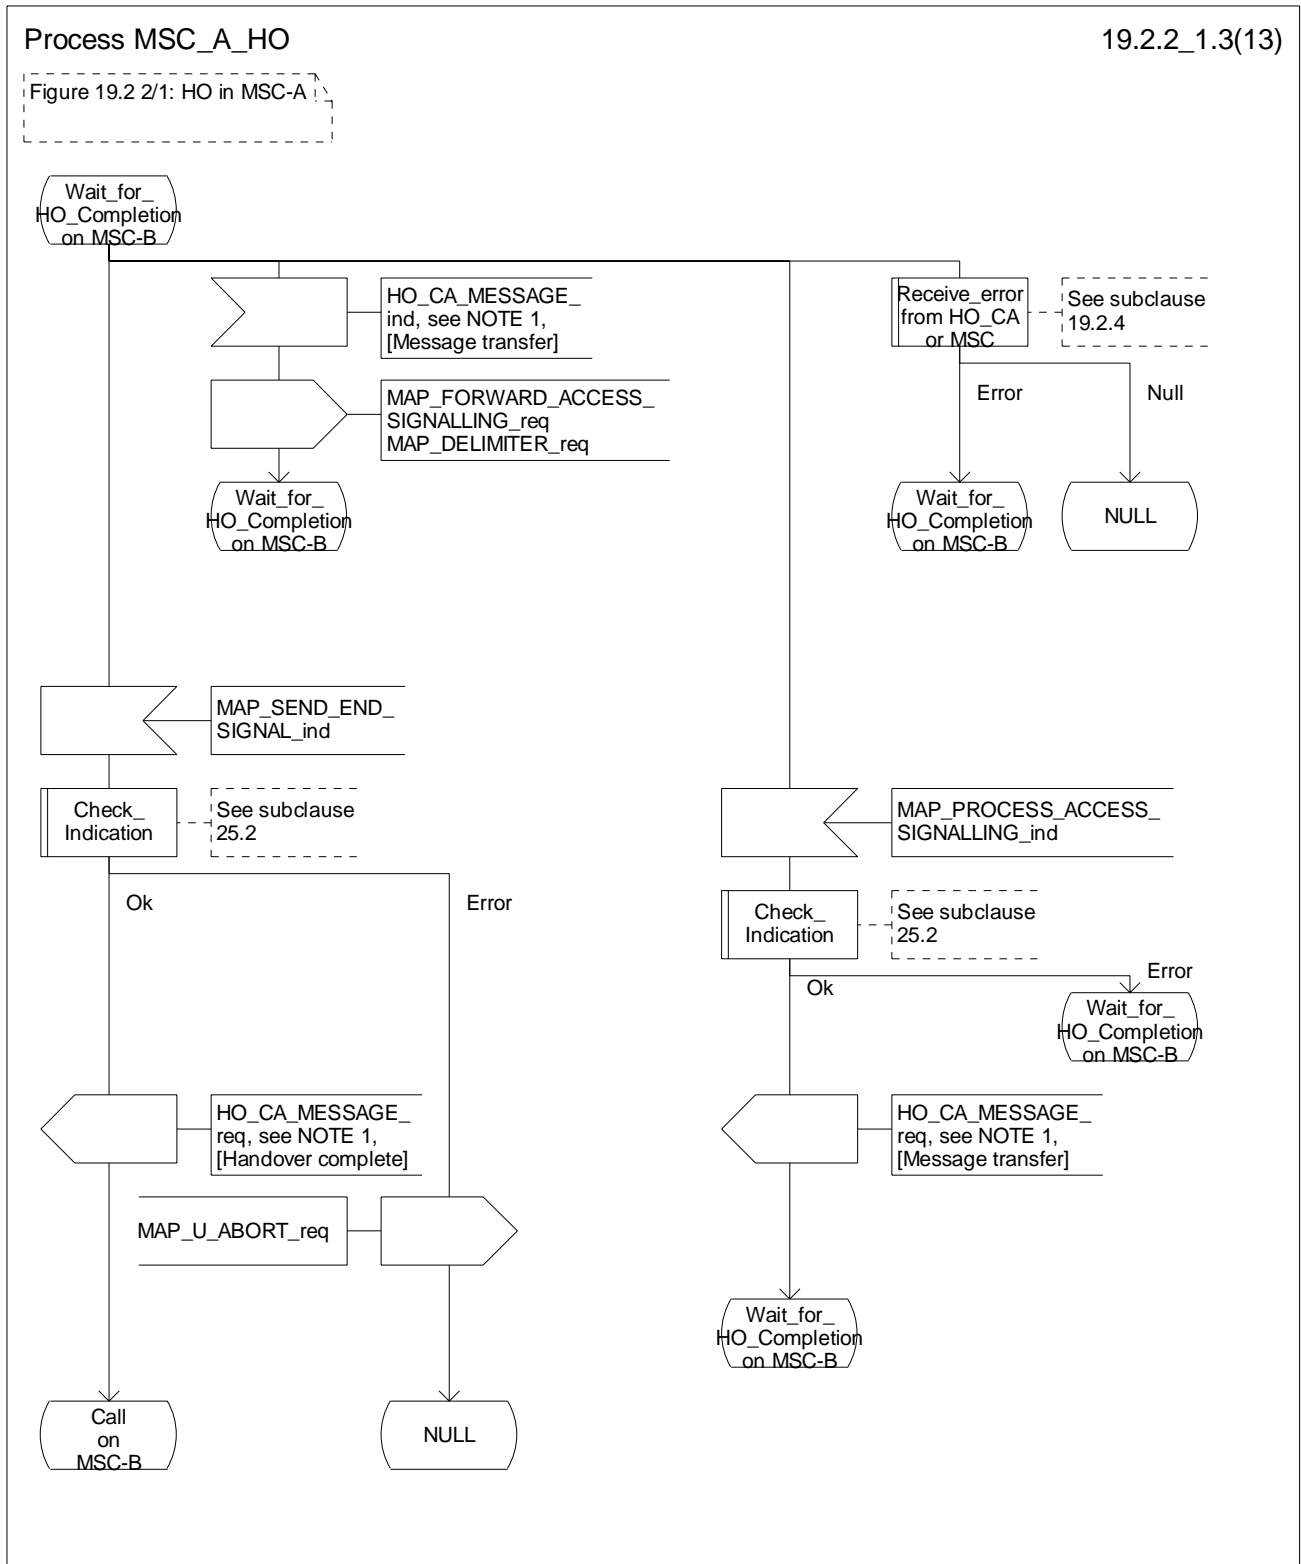 Process MSC_A_HO
19.2.2_1.3(13)
Figure 19.2 2/1: HO in MSC-A
Wait_for_
HO_Completion
on MSC-B
HO_CA_MESSAGE_
ind, see NOTE 1,
[Message transfer]
Receive_error
from HO_CA
or MSC
See subclause
19.2.4
MAP_FORWARD_ACCESS_
SIGNALLING_req
MAP_DELIMITER_req
Error
Null
Wait_for_
HO_Completion
on MSC-B
Wait_for_
HO_Completion
on MSC-B
NULL
MAP_SEND_END_
SIGNAL_ind
Check_
Indication
See subclause
25.2
MAP_PROCESS_ACCESS_
SIGNALLING_ind
Ok
Error
Check_
Indication
See subclause
25.2
Ok
Error
Wait_for_
HO_Completion
on MSC-B
HO_CA_MESSAGE_
req, see NOTE 1,
[Handover complete]
HO_CA_MESSAGE_
req, see NOTE 1,
[Message transfer]
MAP_U_ABORT_req
Wait_for_
HO_Completion
on MSC-B
Call
on
MSC-B
NULL